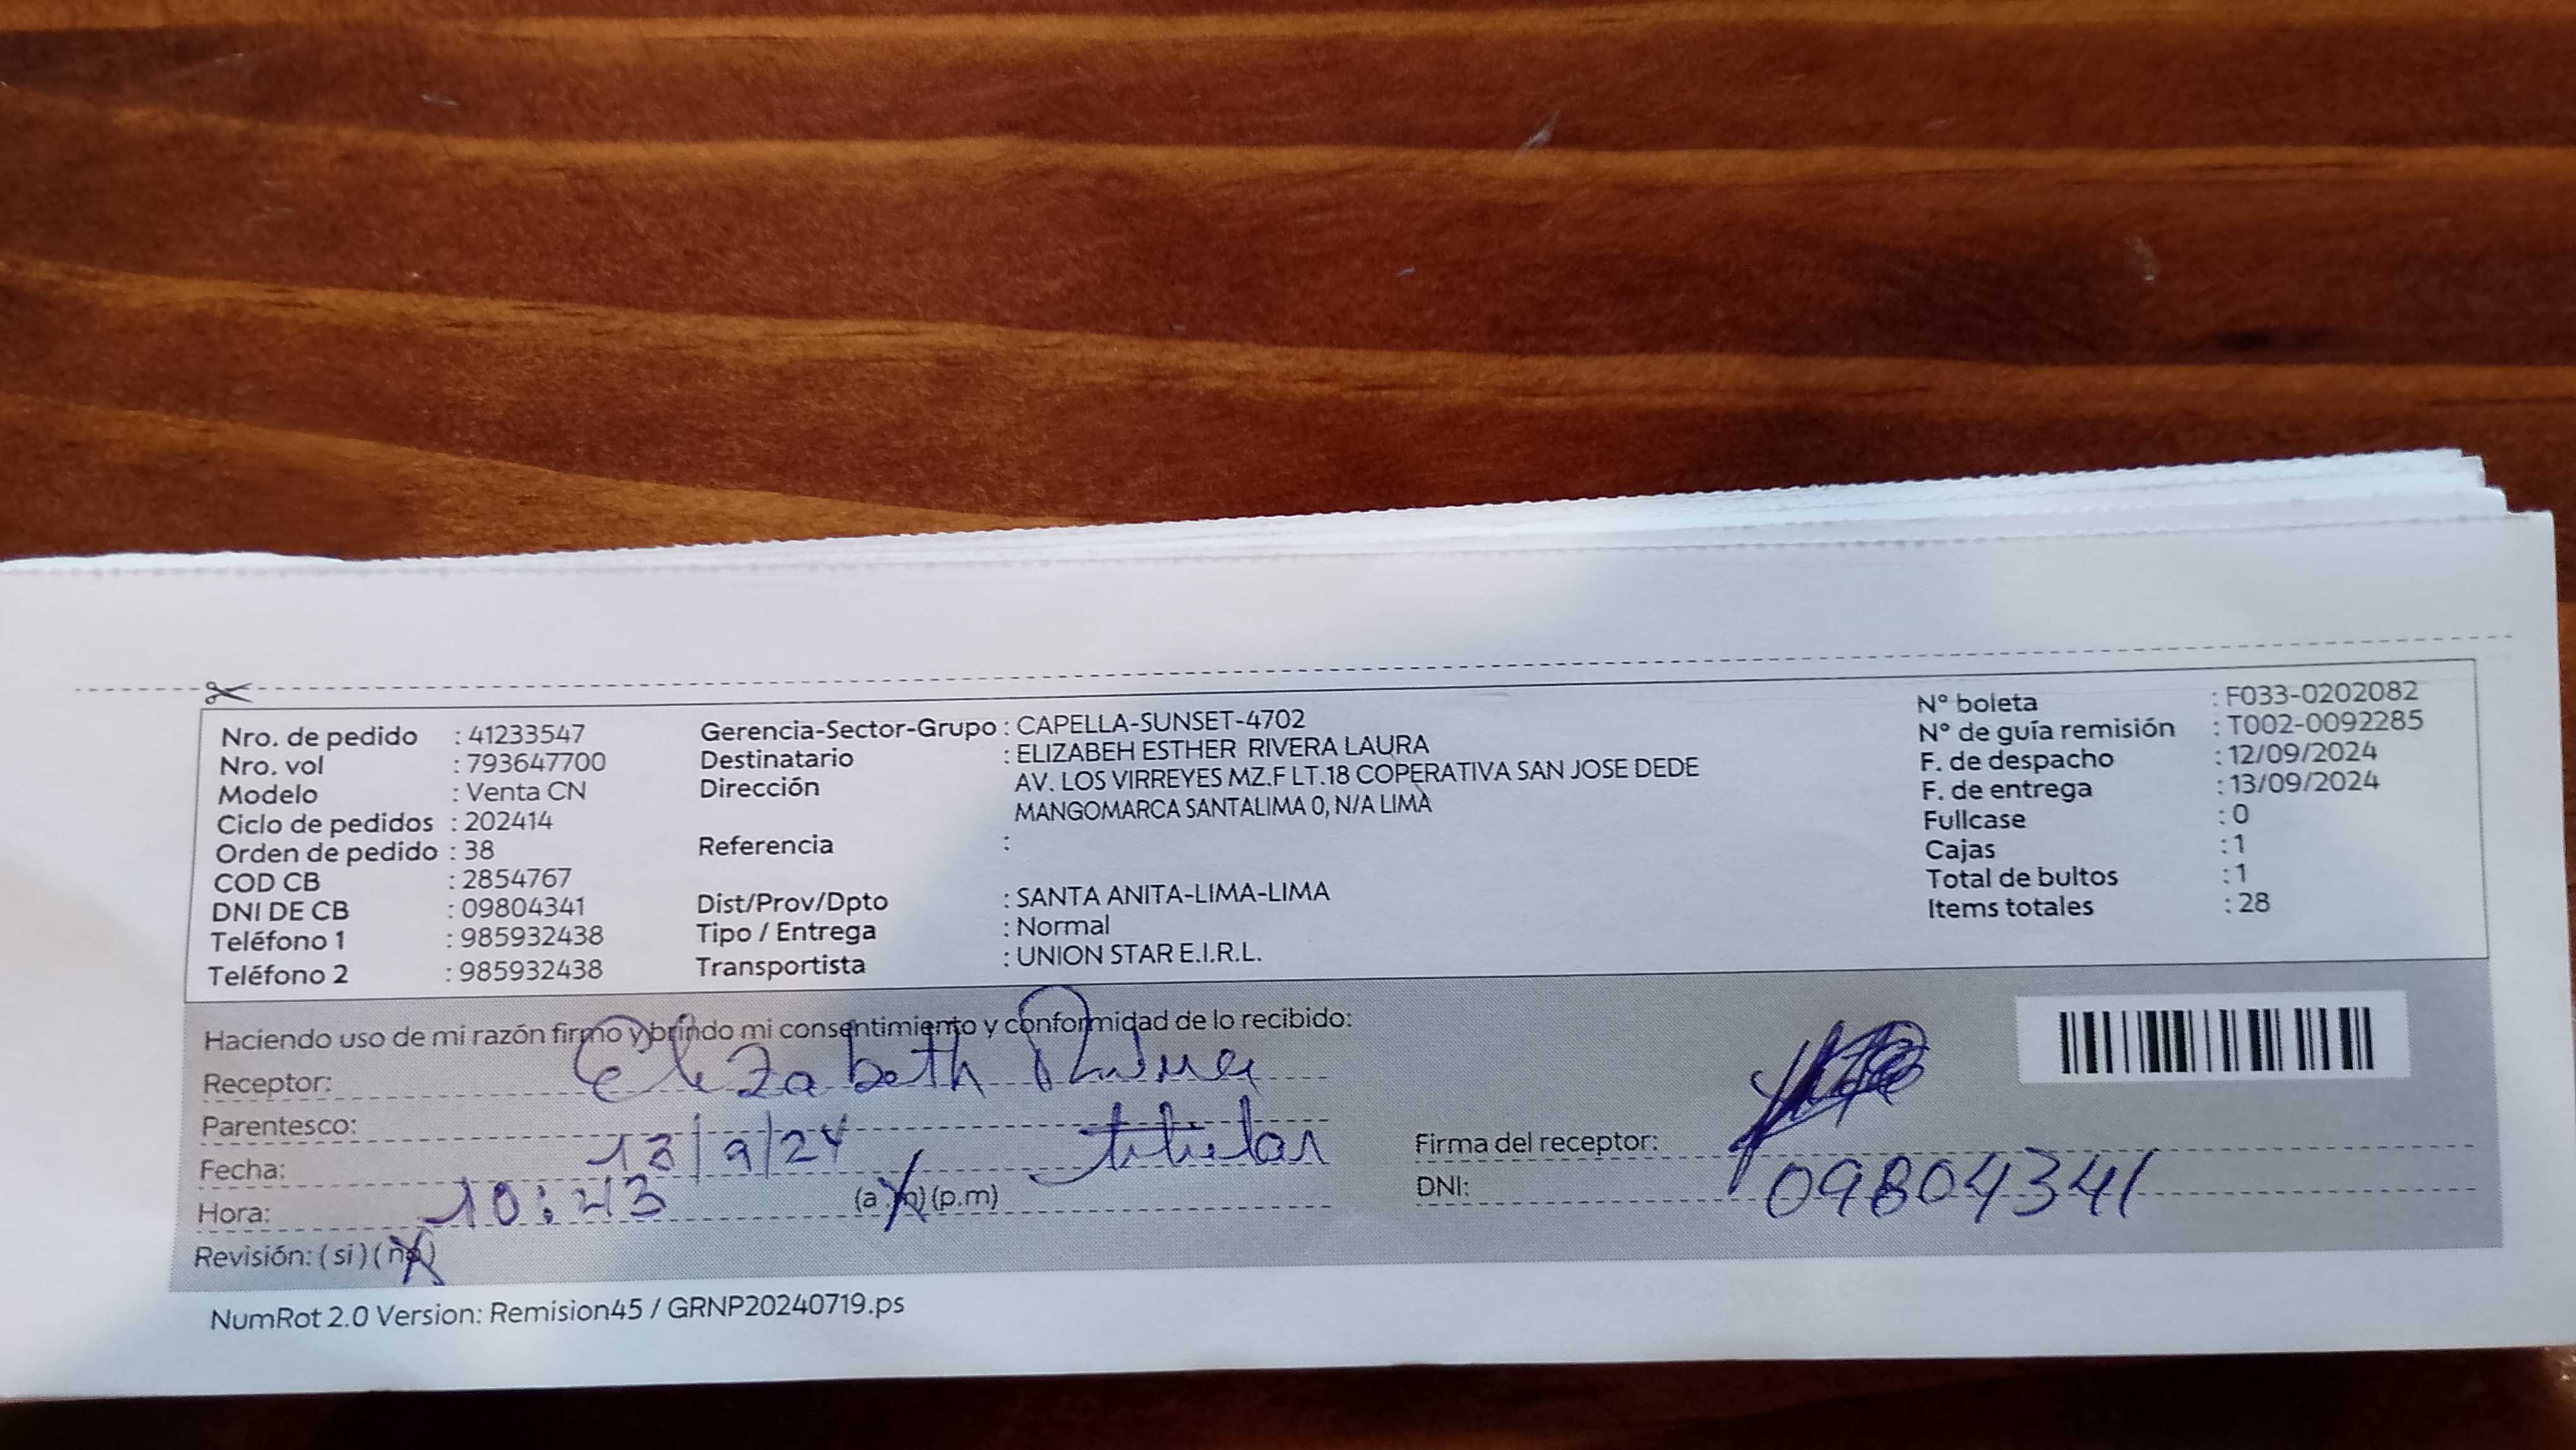 Nro. de pedido : 41233547
Nro. vol : 793647700
Modelo : Venta CN
Ciclo de pedidos : 202414
Orden de pedido : 38
COD CB : 2854767
DNI DE CB : 09804341
Teléfono 1 : 985932438
Teléfono 2 : 985932438
Gerencia-Sector-Grupo : CAPELLA-SUNSET-4702
Destinatario : ELIZABEH ESTHER RIVERA LAURA
Dirección AV. LOS VIRREYES MZ.F LT.18 COPERATIVA SAN JOSE DEDE
MANGOMARCA SANTALIMA 0, N/A LIMA
Referencia :
Dist/Prov/Dpto : SANTA ANITA-LIMA-LIMA
Tipo / Entrega : Normal
Transportista : UNION STAR E.I.R.L.
N° boleta : F033-0202082
N° de guía remisión : T002-0092285
F. de despacho : 12/09/2024
F. de entrega : 13/09/2024
Fullcase : 0
Cajas : 1
Total de bultos : 1
Items totales : 28
Haciendo uso de mi razón firmo y brindo mi consentimiento y conformidad de lo recibido:
Receptor: Elizabeth
Parentesco: titular
Fecha: 13/9/24
Hora: 10:43 (a.m) (p.m)
Revisión: ( si ) ( no )
Firma del receptor:
DNI: 09804341
NumRot 2.0 Version: Remision45 / GRNP20240719.ps